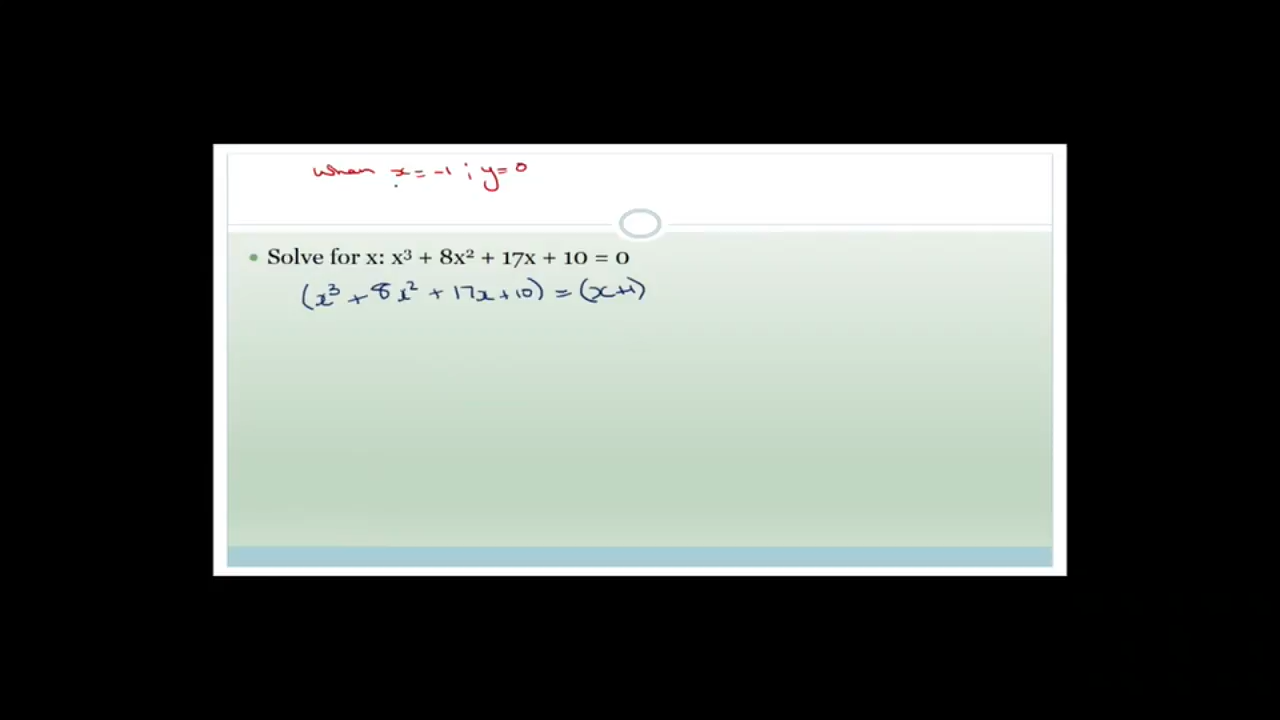 when x = -1 ; y = 0
• Solve for x: x³ + 8x² + 17x + 10 = 0
(x³ + 8x² + 17x + 10) = (x+1)